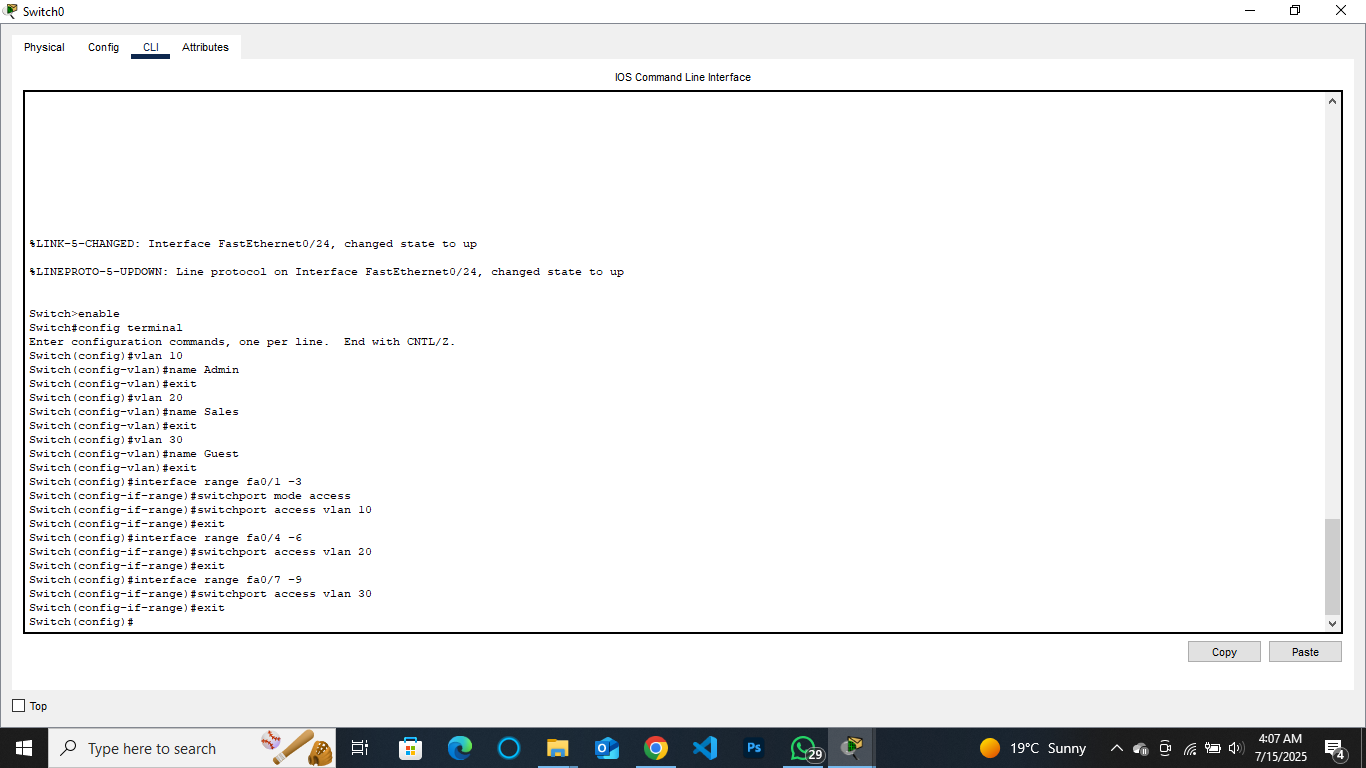 Switch0
Physical Config CLI Attributes
IOS Command Line Interface
%LINK-5-CHANGED: Interface FastEthernet0/24, changed state to up
%LINEPROTO-5-UPDOWN: Line protocol on Interface FastEthernet0/24, changed state to up
Switch>enable
Switch#config terminal
Enter configuration commands, one per line.  End with CNTL/Z.
Switch(config)#vlan 10
Switch(config-vlan)#name Admin
Switch(config-vlan)#exit
Switch(config)#vlan 20
Switch(config-vlan)#name Sales
Switch(config-vlan)#exit
Switch(config)#vlan 30
Switch(config-vlan)#name Guest
Switch(config-vlan)#exit
Switch(config)#interface range fa0/1 -3
Switch(config-if-range)#switchport mode access
Switch(config-if-range)#switchport access vlan 10
Switch(config-if-range)#exit
Switch(config)#interface range fa0/4 -6
Switch(config-if-range)#switchport access vlan 20
Switch(config-if-range)#exit
Switch(config)#interface range fa0/7 -9
Switch(config-if-range)#switchport access vlan 30
Switch(config-if-range)#exit
Switch(config)#
Copy Paste
Top
Type here to search
Ps
29
19°C Sunny
4:07 AM
7/15/2025
4